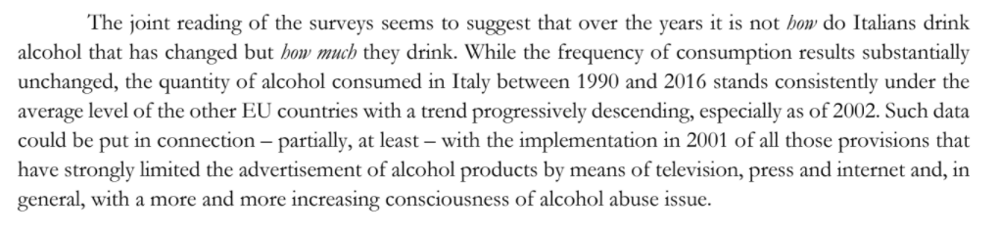 The joint reading of the surveys seems to suggest that over the years it is not how do Italians drink
alcohol that has changed but how much they drink. While the frequency of consumption results substantially
unchanged, the quantity of alcohol consumed in Italy between 1990 and 2016 stands consistently under the
average level of the other EU countries with a trend progressively descending, especially as of 2002. Such data
could be put in connection – partially, at least – with the implementation in 2001 of all those provisions that
have strongly limited the advertisement of alcohol products by means of television, press and internet and, in
general, with a more and more increasing consciousness of alcohol abuse issue.